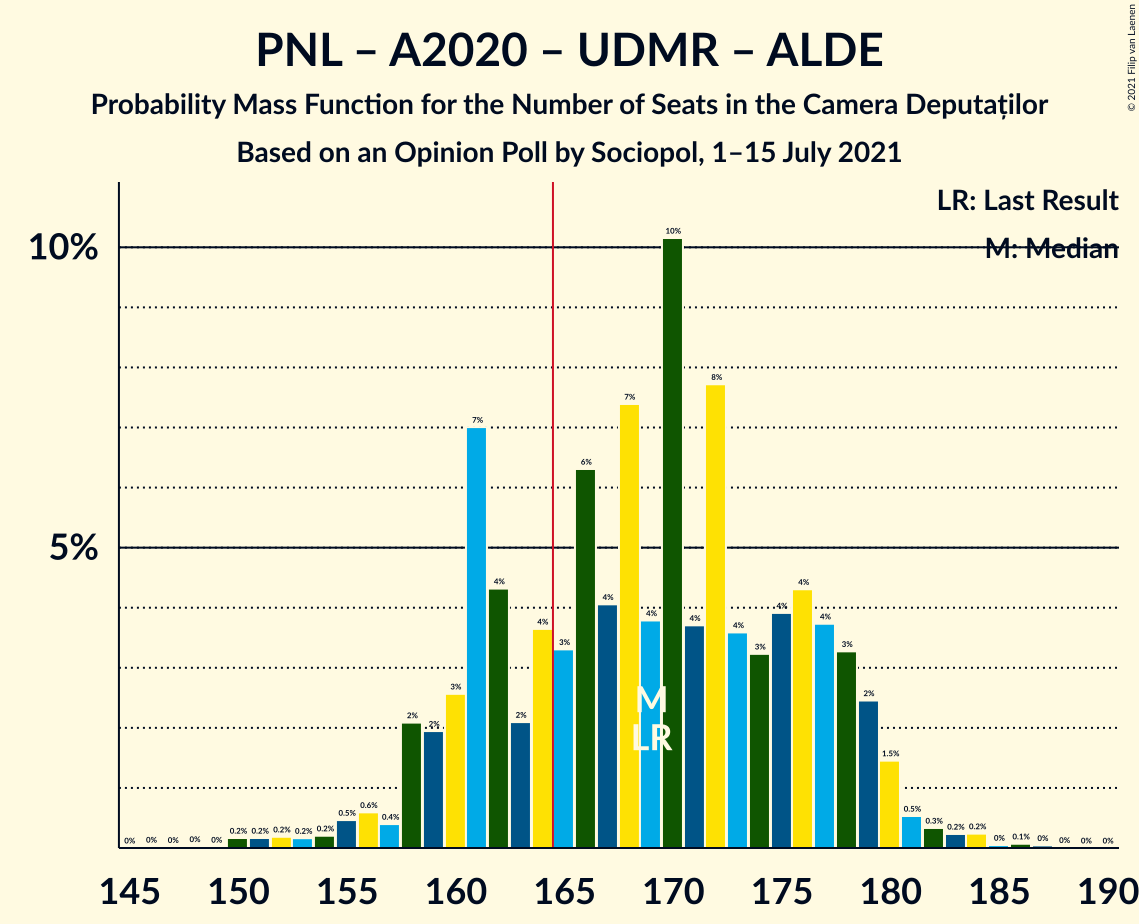 PNL – A2020 – UDMR – ALDE
Probability Mass Function for the Number of Seats in the Camera Deputaților
Based on an Opinion Poll by Sociopol, 1–15 July 2021
© 2021 Filip van Laenen
LR: Last Result
M: Median
10%
5%
0% 0% 0% 0% 0% 0.2% 0.2% 0.2% 0.2% 0.2% 0.5% 0.6% 0.4% 2% 2% 3% 7% 4% 2% 4% 3% 6% 4% 7% 4% 10% 4% 8% 4% 3% 4% 4% 4% 3% 2% 1.5% 0.5% 0.3% 0.2% 0.2% 0% 0.1% 0% 0% 0% 0%
M
LR
145 150 155 160 165 170 175 180 185 190